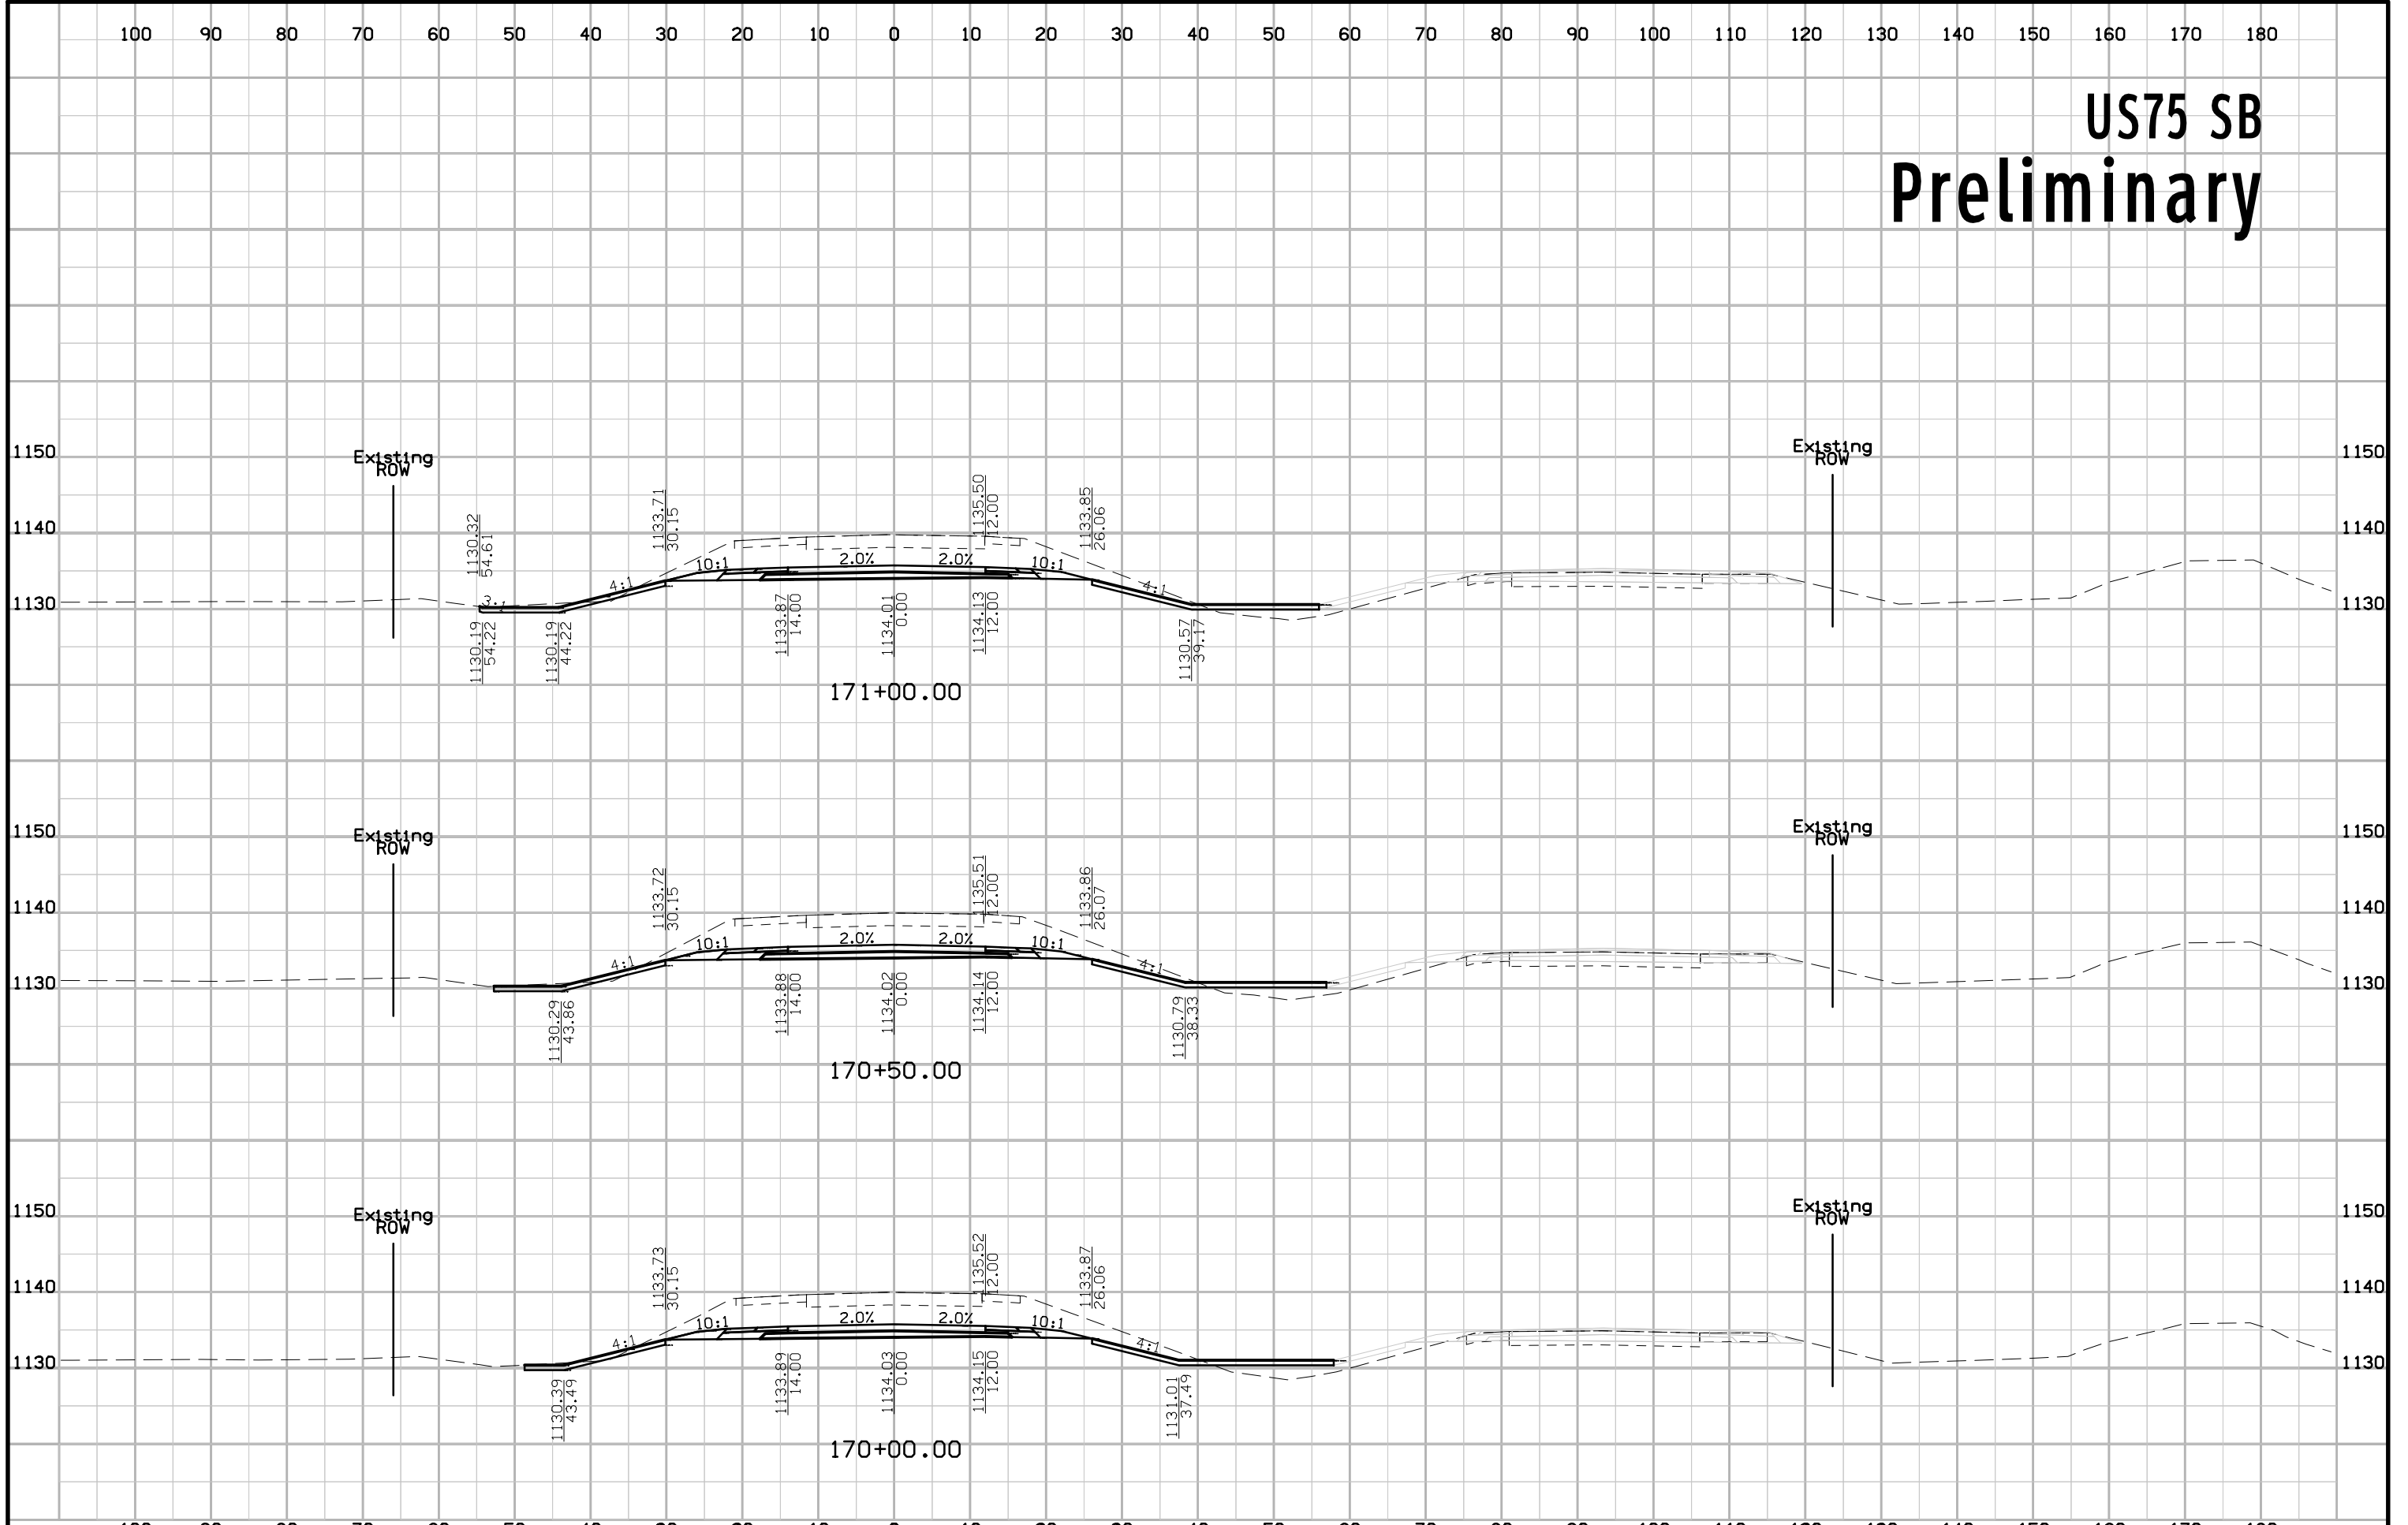 100 90 80 70 60 50 40 30 20 10 0 10 20 30 40 50 60 70 80 90 100 110 120 130 140 150 160 170 180
US75 SB
Preliminary
1150 Existing ROW Existing ROW 1150
1130.32 54.61 1133.71 30.15 1135.50 12.00 1133.85 26.06
1140 1140
4:1 10:1 2.0% 2.0% 10:1 4:1
1130 1130
1130.19 54.22 1130.19 44.22 1133.87 14.00 1134.01 0.00 1134.13 12.00 1130.57 39.17
171+00.00
1150 Existing ROW Existing ROW 1150
1133.72 30.15 1135.51 12.00 1133.86 26.07
1140 1140
4:1 10:1 2.0% 2.0% 10:1 4:1
1130 1130
1130.29 43.86 1133.88 14.00 1134.02 0.00 1134.14 12.00 1130.79 38.33
170+50.00
1150 Existing ROW Existing ROW 1150
1133.73 30.15 1135.52 12.00 1133.87 26.06
1140 1140
4:1 10:1 2.0% 2.0% 10:1 4:1
1130 1130
1130.39 43.49 1133.89 14.00 1134.03 0.00 1134.15 12.00 1131.01 37.49
170+00.00